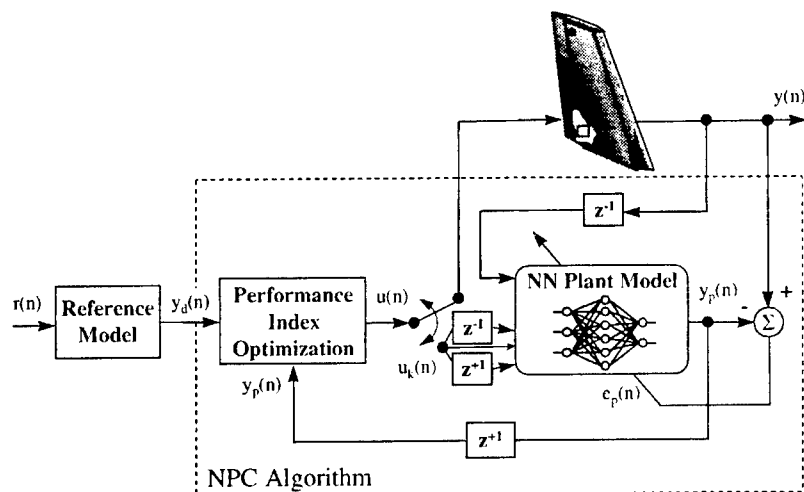 y(n)
z-1
NN Plant Model
y_p(n)
+
-
Σ
r(n)
Reference
Model
y_d(n)
Performance
Index
Optimization
u(n)
z-1
u_k(n)
z+1
y_p(n)
e_p(n)
z+1
NPC Algorithm